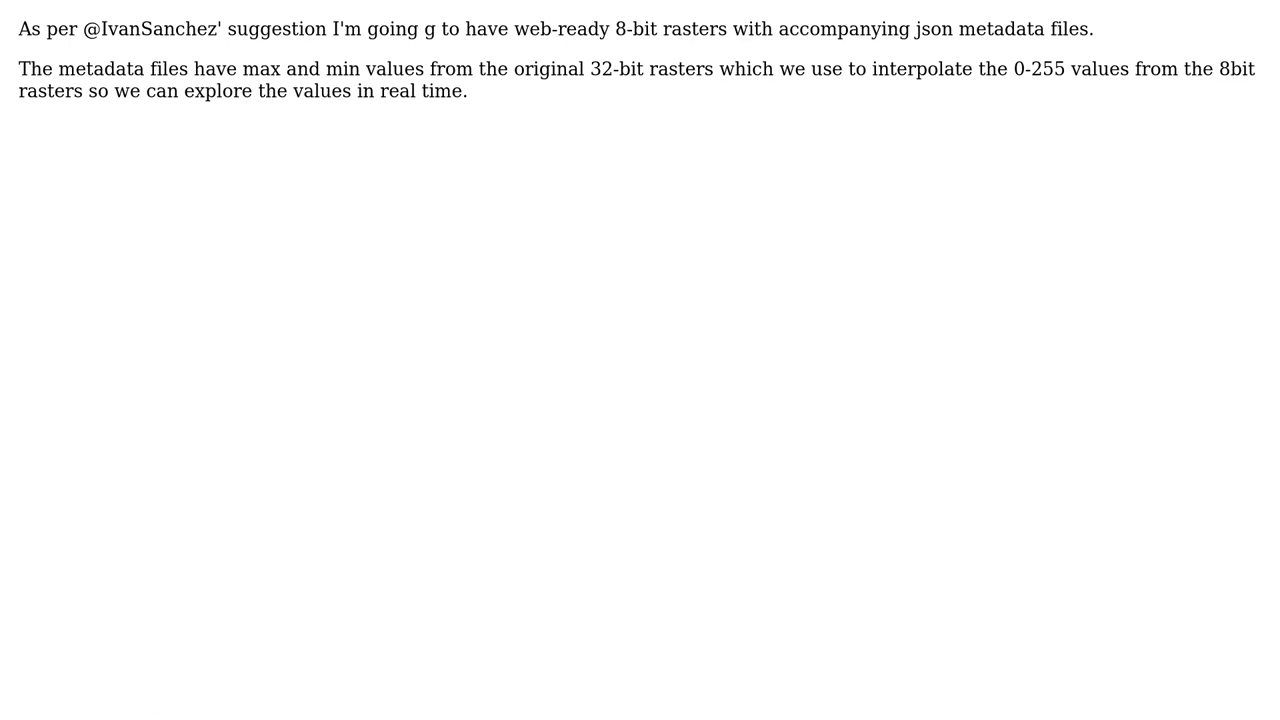 As per @IvanSanchez' suggestion I'm going g to have web-ready 8-bit rasters with accompanying json metadata files.
The metadata files have max and min values from the original 32-bit rasters which we use to interpolate the 0-255 values from the 8bit
rasters so we can explore the values in real time.